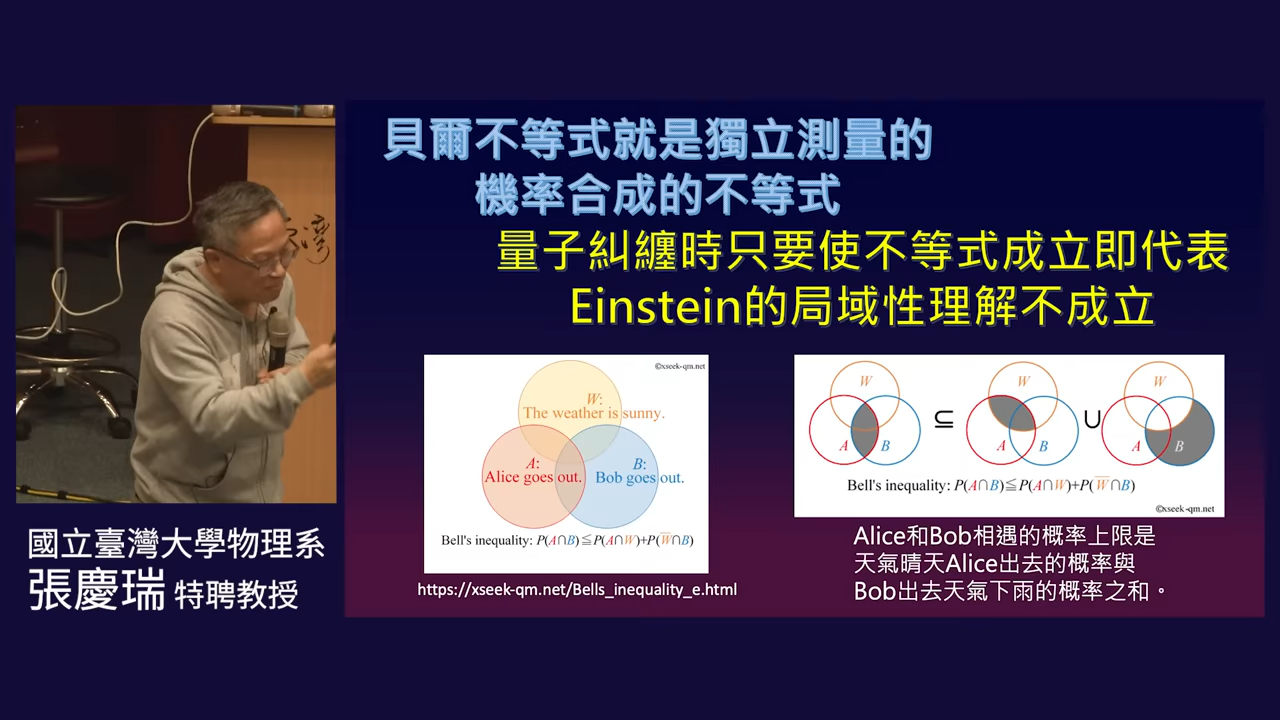 貝爾不等式就是獨立測量的
機率合成的不等式
量子糾纏時只要使不等式成立即代表
Einstein的局域性理解不成立
©xseek-qm.net
W:
The weather is sunny.
A:
Alice goes out.
B:
Bob goes out.
Bell's inequality: P(A∩B)≦P(A∩W)+P(W̅∩B)
https://xseek-qm.net/Bells_inequality_e.html
W
A
B
⊆
W
A
B
∪
W
A
B
Bell's inequality: P(A∩B)≦P(A∩W)+P(W̅∩B)
©xseek-qm.net
Alice和Bob相遇的概率上限是
天氣晴天Alice出去的概率與
Bob出去天氣下雨的概率之和。
灣
國立臺灣大學物理系
張慶瑞 特聘教授